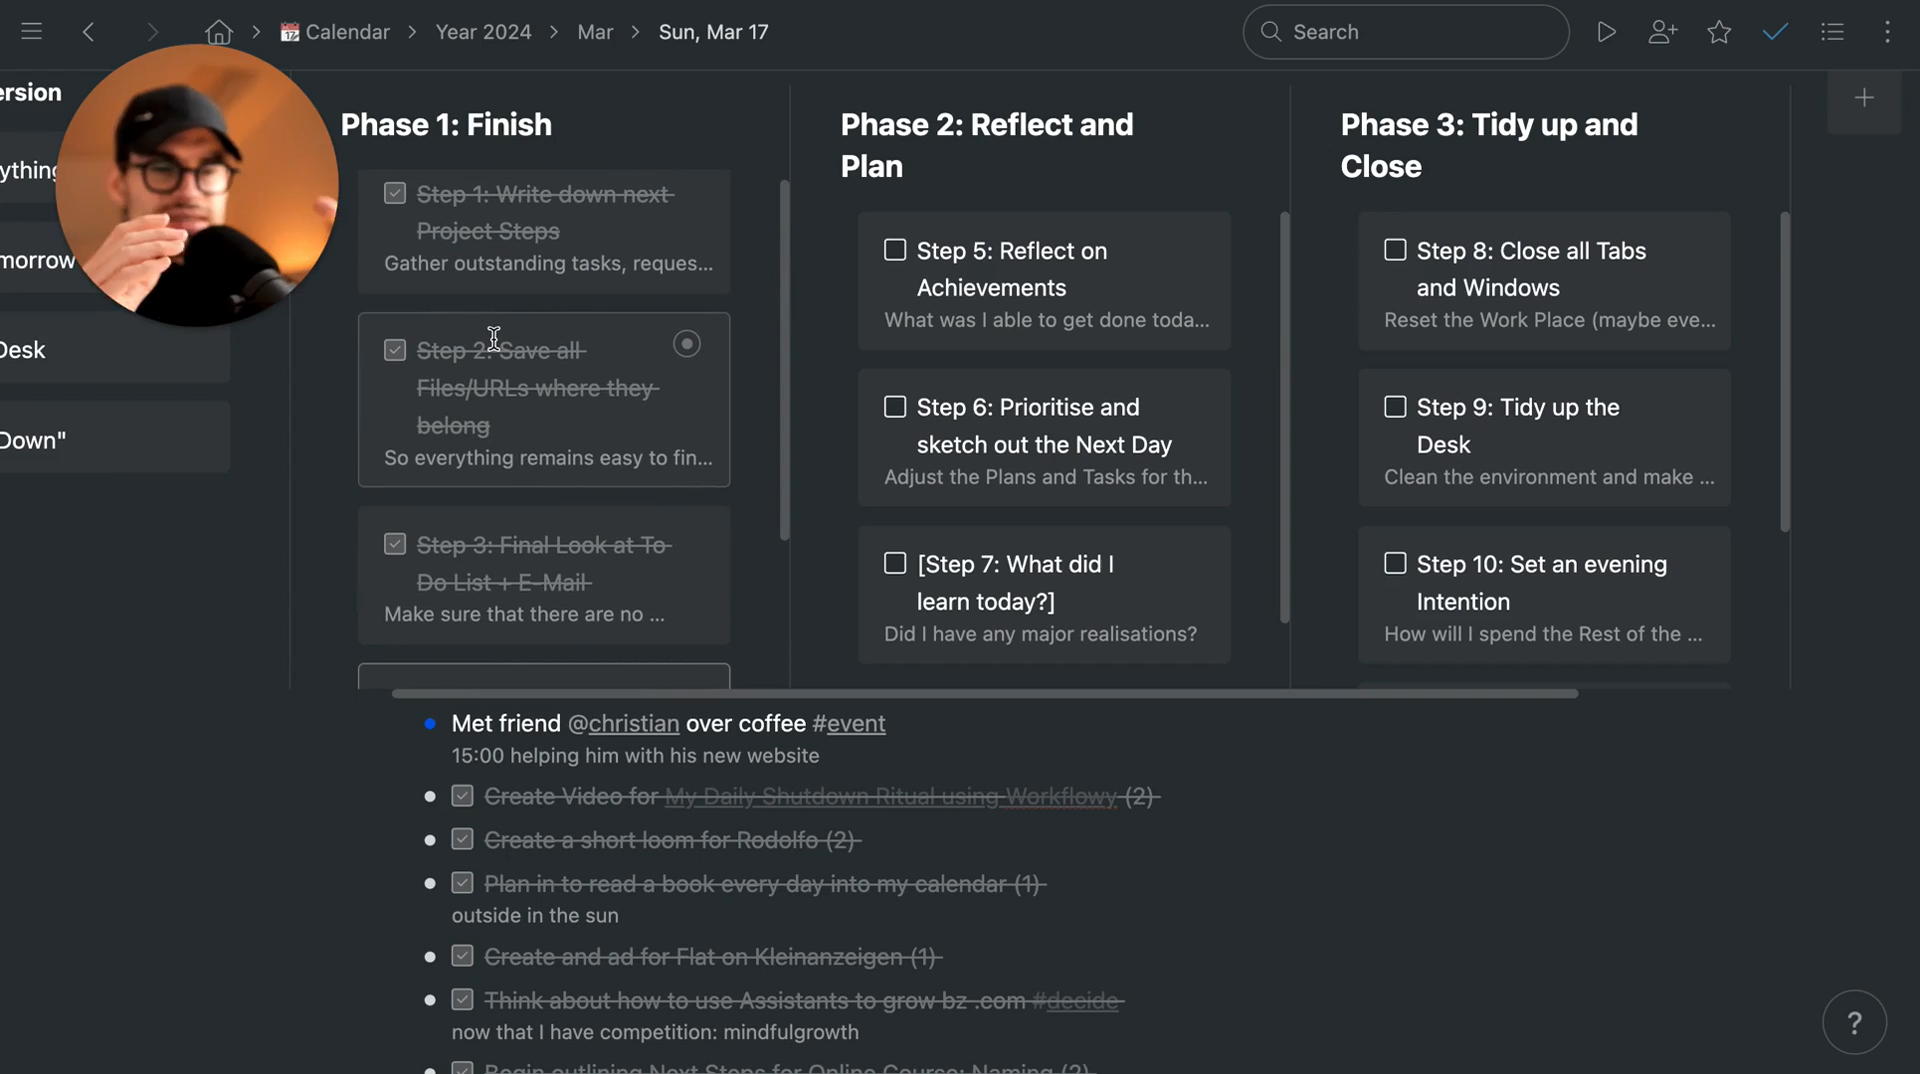 Calendar > Year 2024 > Mar > Sun, Mar 17
Search
ersion
ything
morrow
Desk
Down"
Phase 1: Finish
Step 1: Write down next
Project Steps
Gather outstanding tasks, reques...
Step 2: Save all
Files/URLs where they
belong
So everything remains easy to fin...
Step 3: Final Look at To
Do List + E-Mail
Make sure that there are no ...
Phase 2: Reflect and
Plan
Step 5: Reflect on
Achievements
What was I able to get done toda...
Step 6: Prioritise and
sketch out the Next Day
Adjust the Plans and Tasks for th...
[Step 7: What did I
learn today?]
Did I have any major realisations?
Phase 3: Tidy up and
Close
Step 8: Close all Tabs
and Windows
Reset the Work Place (maybe eve...
Step 9: Tidy up the
Desk
Clean the environment and make ...
Step 10: Set an evening
Intention
How will I spend the Rest of the ...
Met friend @christian over coffee #event
15:00 helping him with his new website
Create Video for My Daily Shutdown Ritual using Workflowy (2)
Create a short loom for Rodolfo (2)
Plan in to read a book every day into my calendar (1)
outside in the sun
Create and ad for Flat on Kleinanzeigen (1)
Think about how to use Assistants to grow bz .com #decide
now that I have competition: mindfulgrowth
Begin outlining Next Steps for Online Course: Naming (2)
?